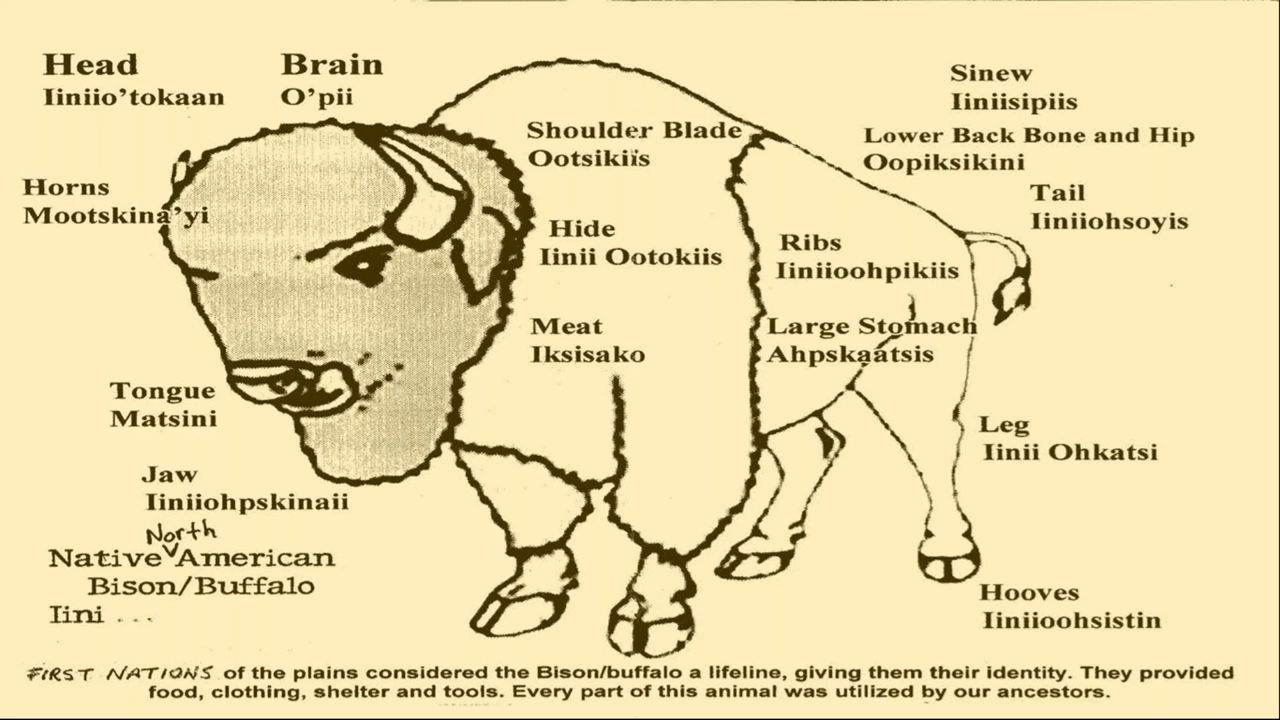 Head
Iiniio'tokaan
Brain
O'pii
Sinew
Iiniisipiis
Shoulder Blade
Ootsikiis
Lower Back Bone and Hip
Oopiksikini
Horns
Mootskina'yi
Tail
Iiniiohsoyis
Hide
Iinii Ootokiis
Ribs
Iiniioohpikiis
Meat
Iksisako
Large Stomach
Ahpskaatsis
Tongue
Matsini
Leg
Iinii Ohkatsi
Jaw
Iiniiohpskinaii
North
Native American
Bison/Buffalo
Iini ...
Hooves
Iiniioohsistin
FIRST NATIONS of the plains considered the Bison/buffalo a lifeline, giving them their identity. They provided
food, clothing, shelter and tools. Every part of this animal was utilized by our ancestors.